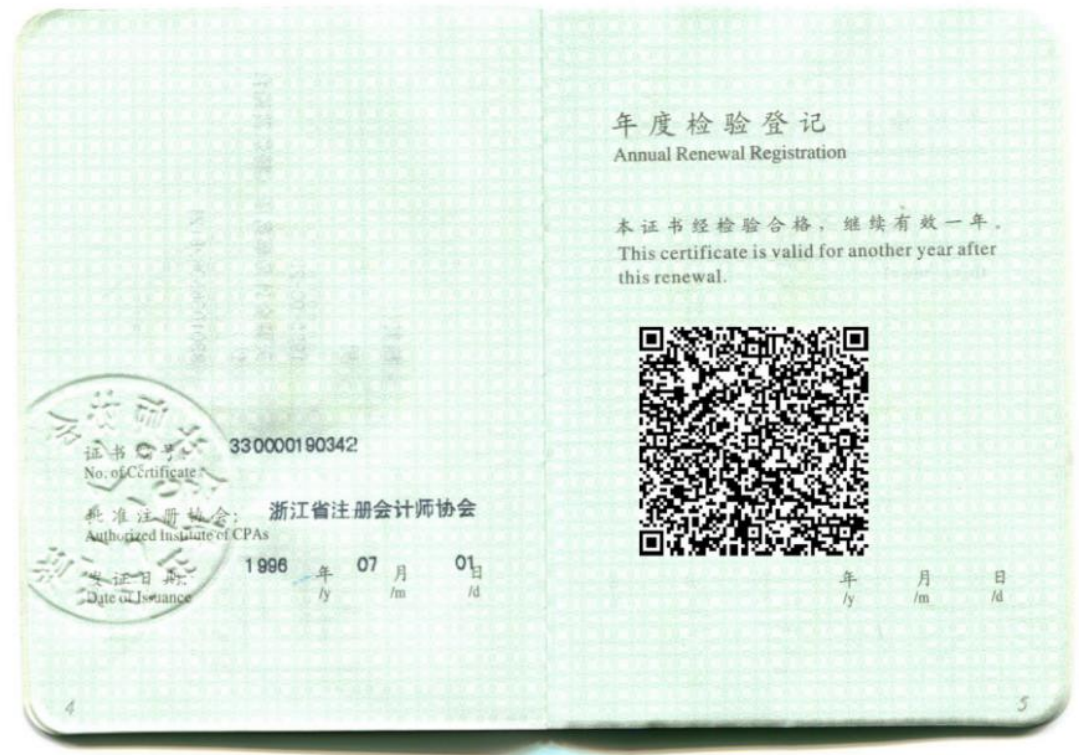 证书编号:
330000190342
No. of Certificate
批准注册协会: 浙江省注册会计师协会
Authorized Institute of CPAs
发证日期: 1996 年 07 月 01 日
Date of Issuance /y /m /d
4
年度检验登记
Annual Renewal Registration
本证书经检验合格，继续有效一年。
This certificate is valid for another year after
this renewal.
年 月 日
/y /m /d
5